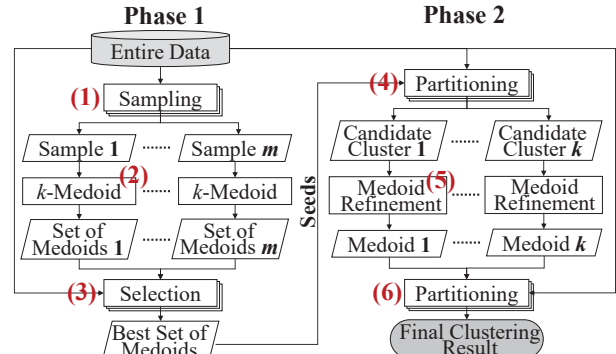 Phase 1
Phase 2
Entire Data
(1)
Sampling
Sample 1
Sample m
(2)
k-Medoid
k-Medoid
Set of
Medoids 1
Set of
Medoids m
(3)
Selection
Best Set of
Medoids
Seeds
(4)
Partitioning
Candidate
Cluster 1
Candidate
Cluster k
(5)
Medoid
Refinement
Medoid
Refinement
Medoid 1
Medoid k
(6)
Partitioning
Final Clustering
Result